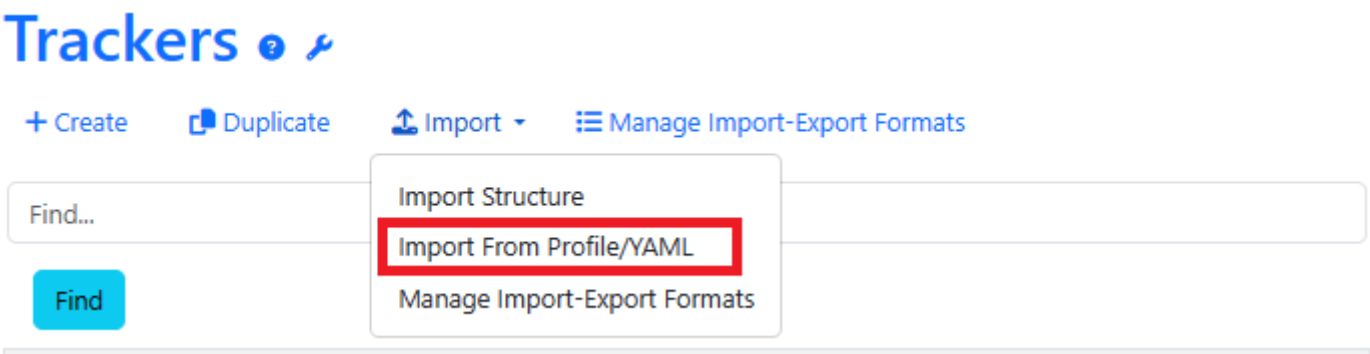 Trackers
+ Create Duplicate Import Manage Import-Export Formats
Import Structure
Find...
Import From Profile/YAML
Find
Manage Import-Export Formats